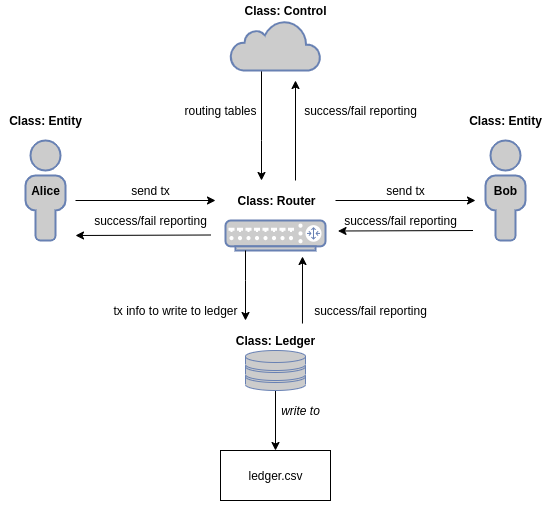 Class: Control
routing tables
success/fail reporting
Class: Entity
Class: Entity
Alice
send tx
Class: Router
send tx
Bob
success/fail reporting
success/fail reporting
tx info to write to ledger
success/fail reporting
Class: Ledger
write to
ledger.csv